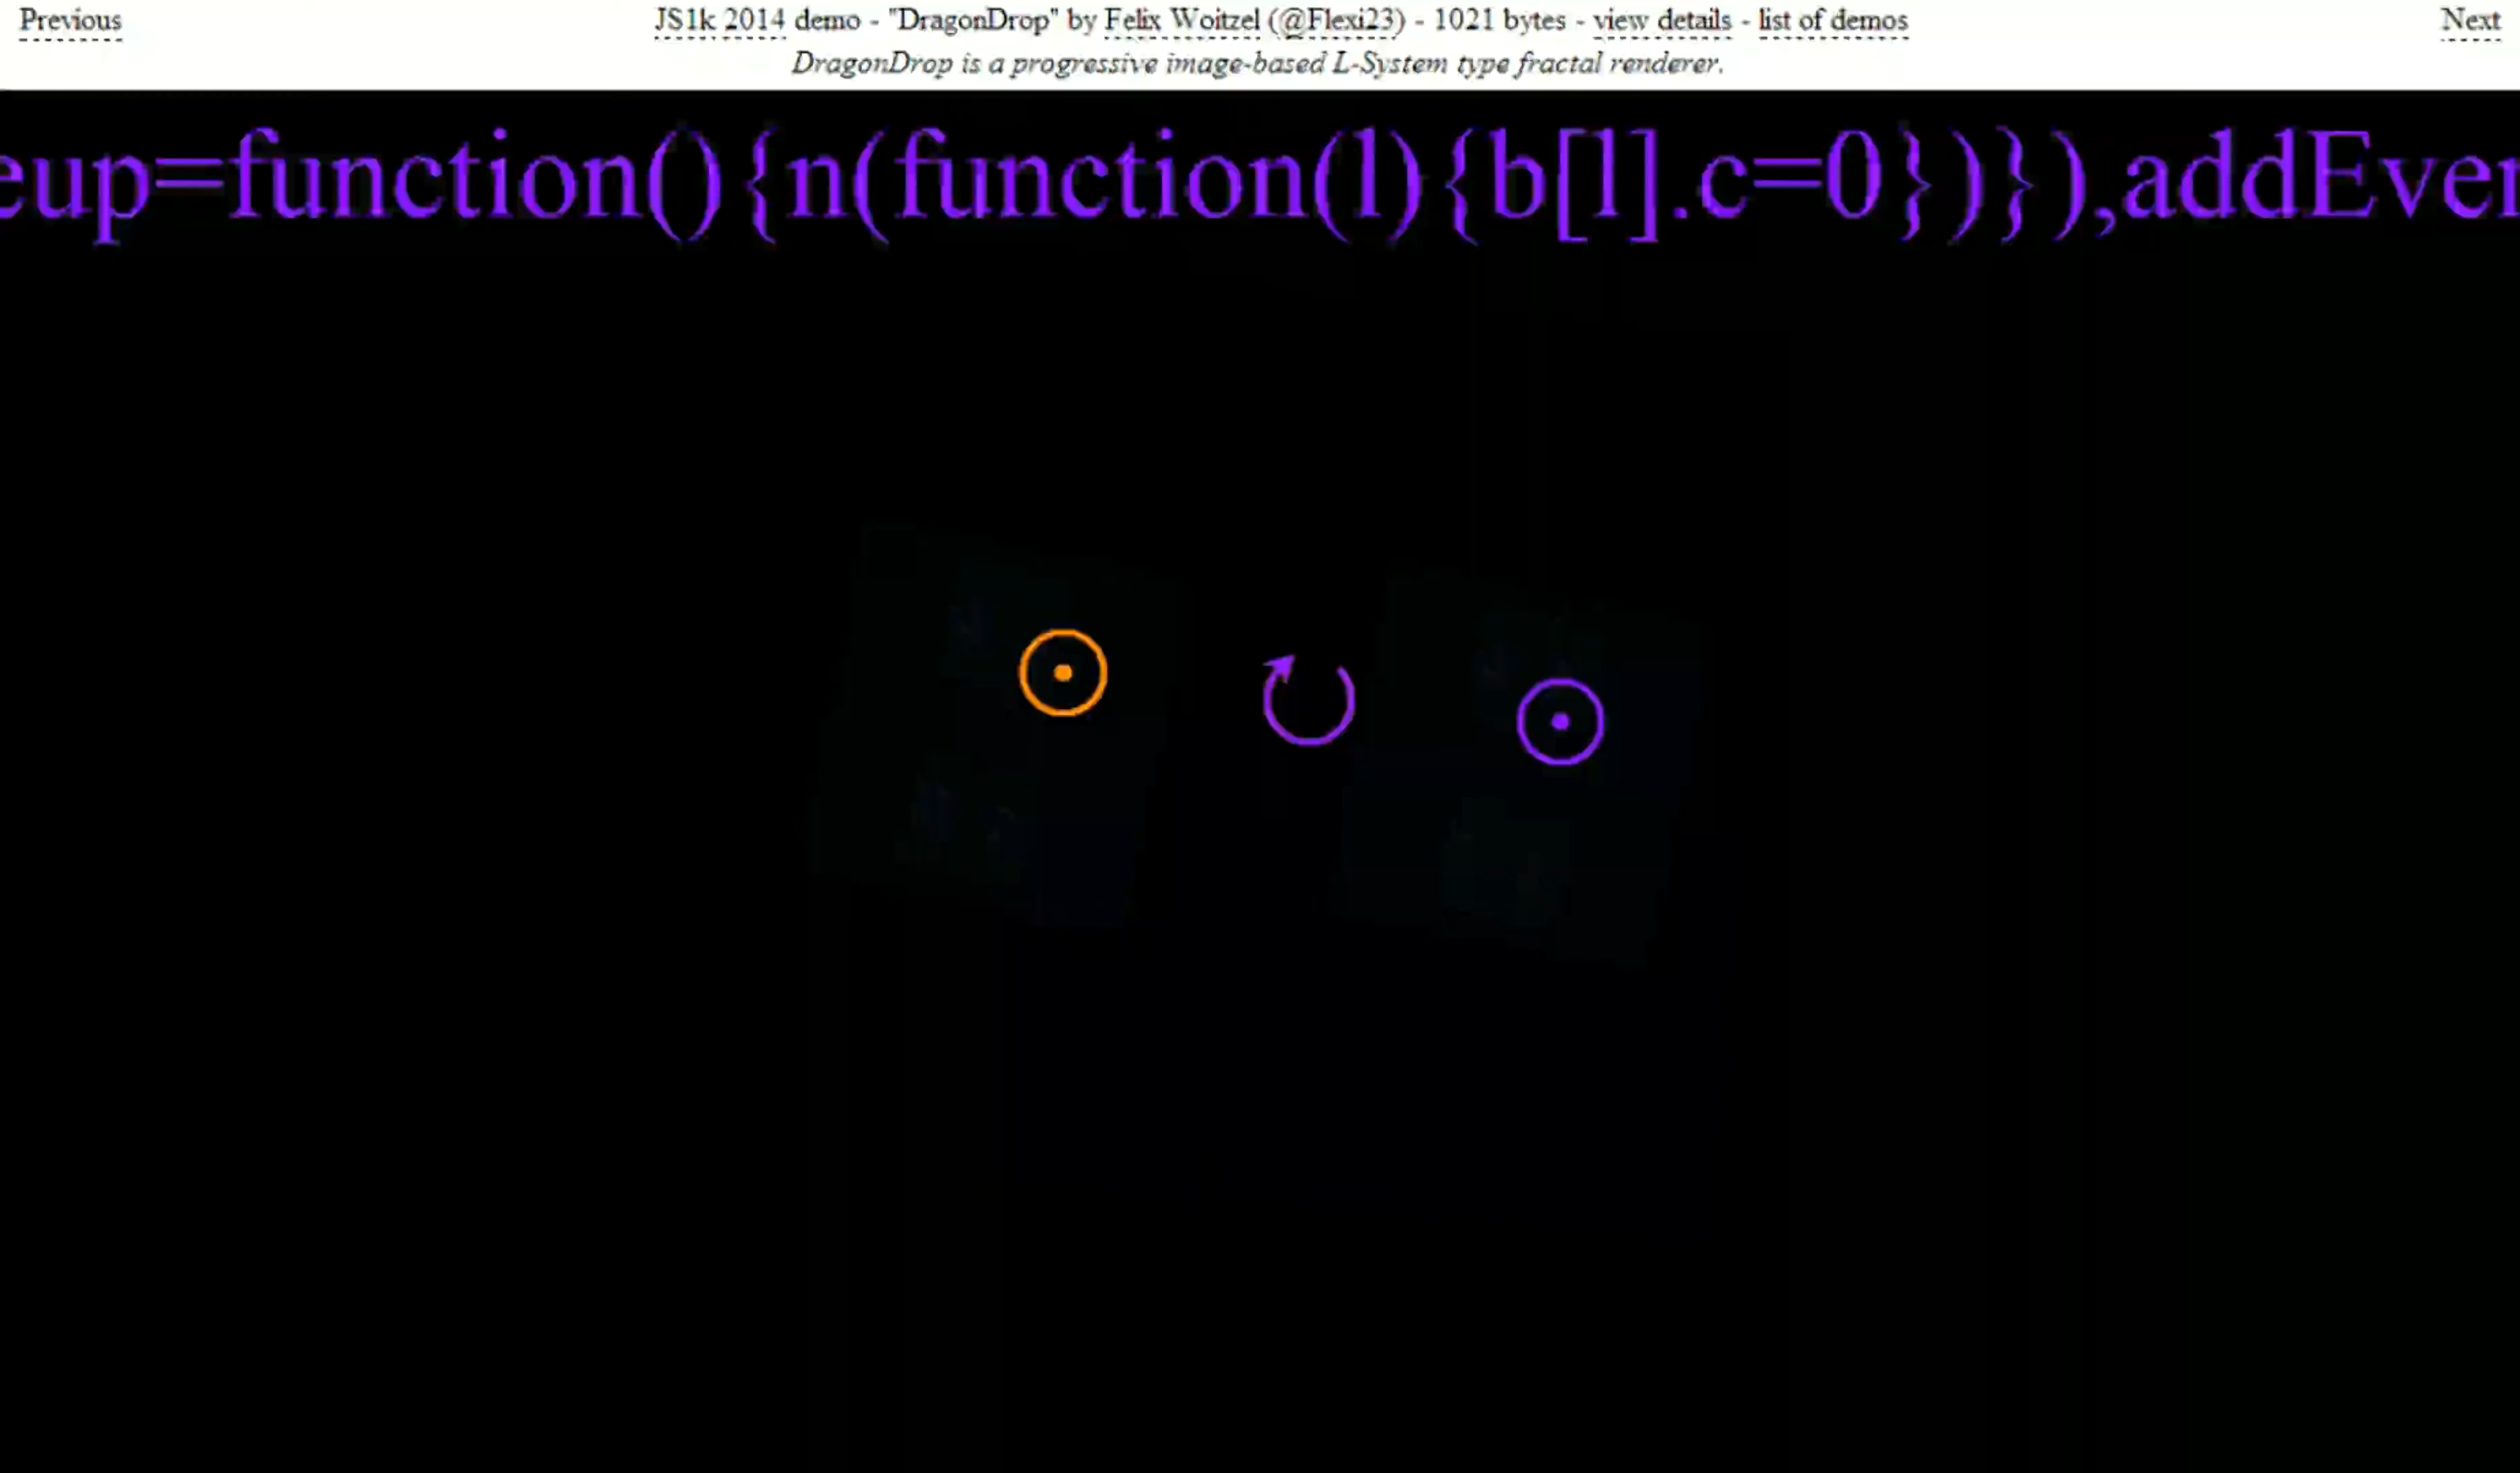 Previous
JS1k 2014 demo - "DragonDrop" by Felix Woitzel (@Flexi23) - 1021 bytes - view details - list of demos
Next
DragonDrop is a progressive image-based L-System type fractal renderer.
eup=function(){n(function(l){b[l].c=0})}),addEven